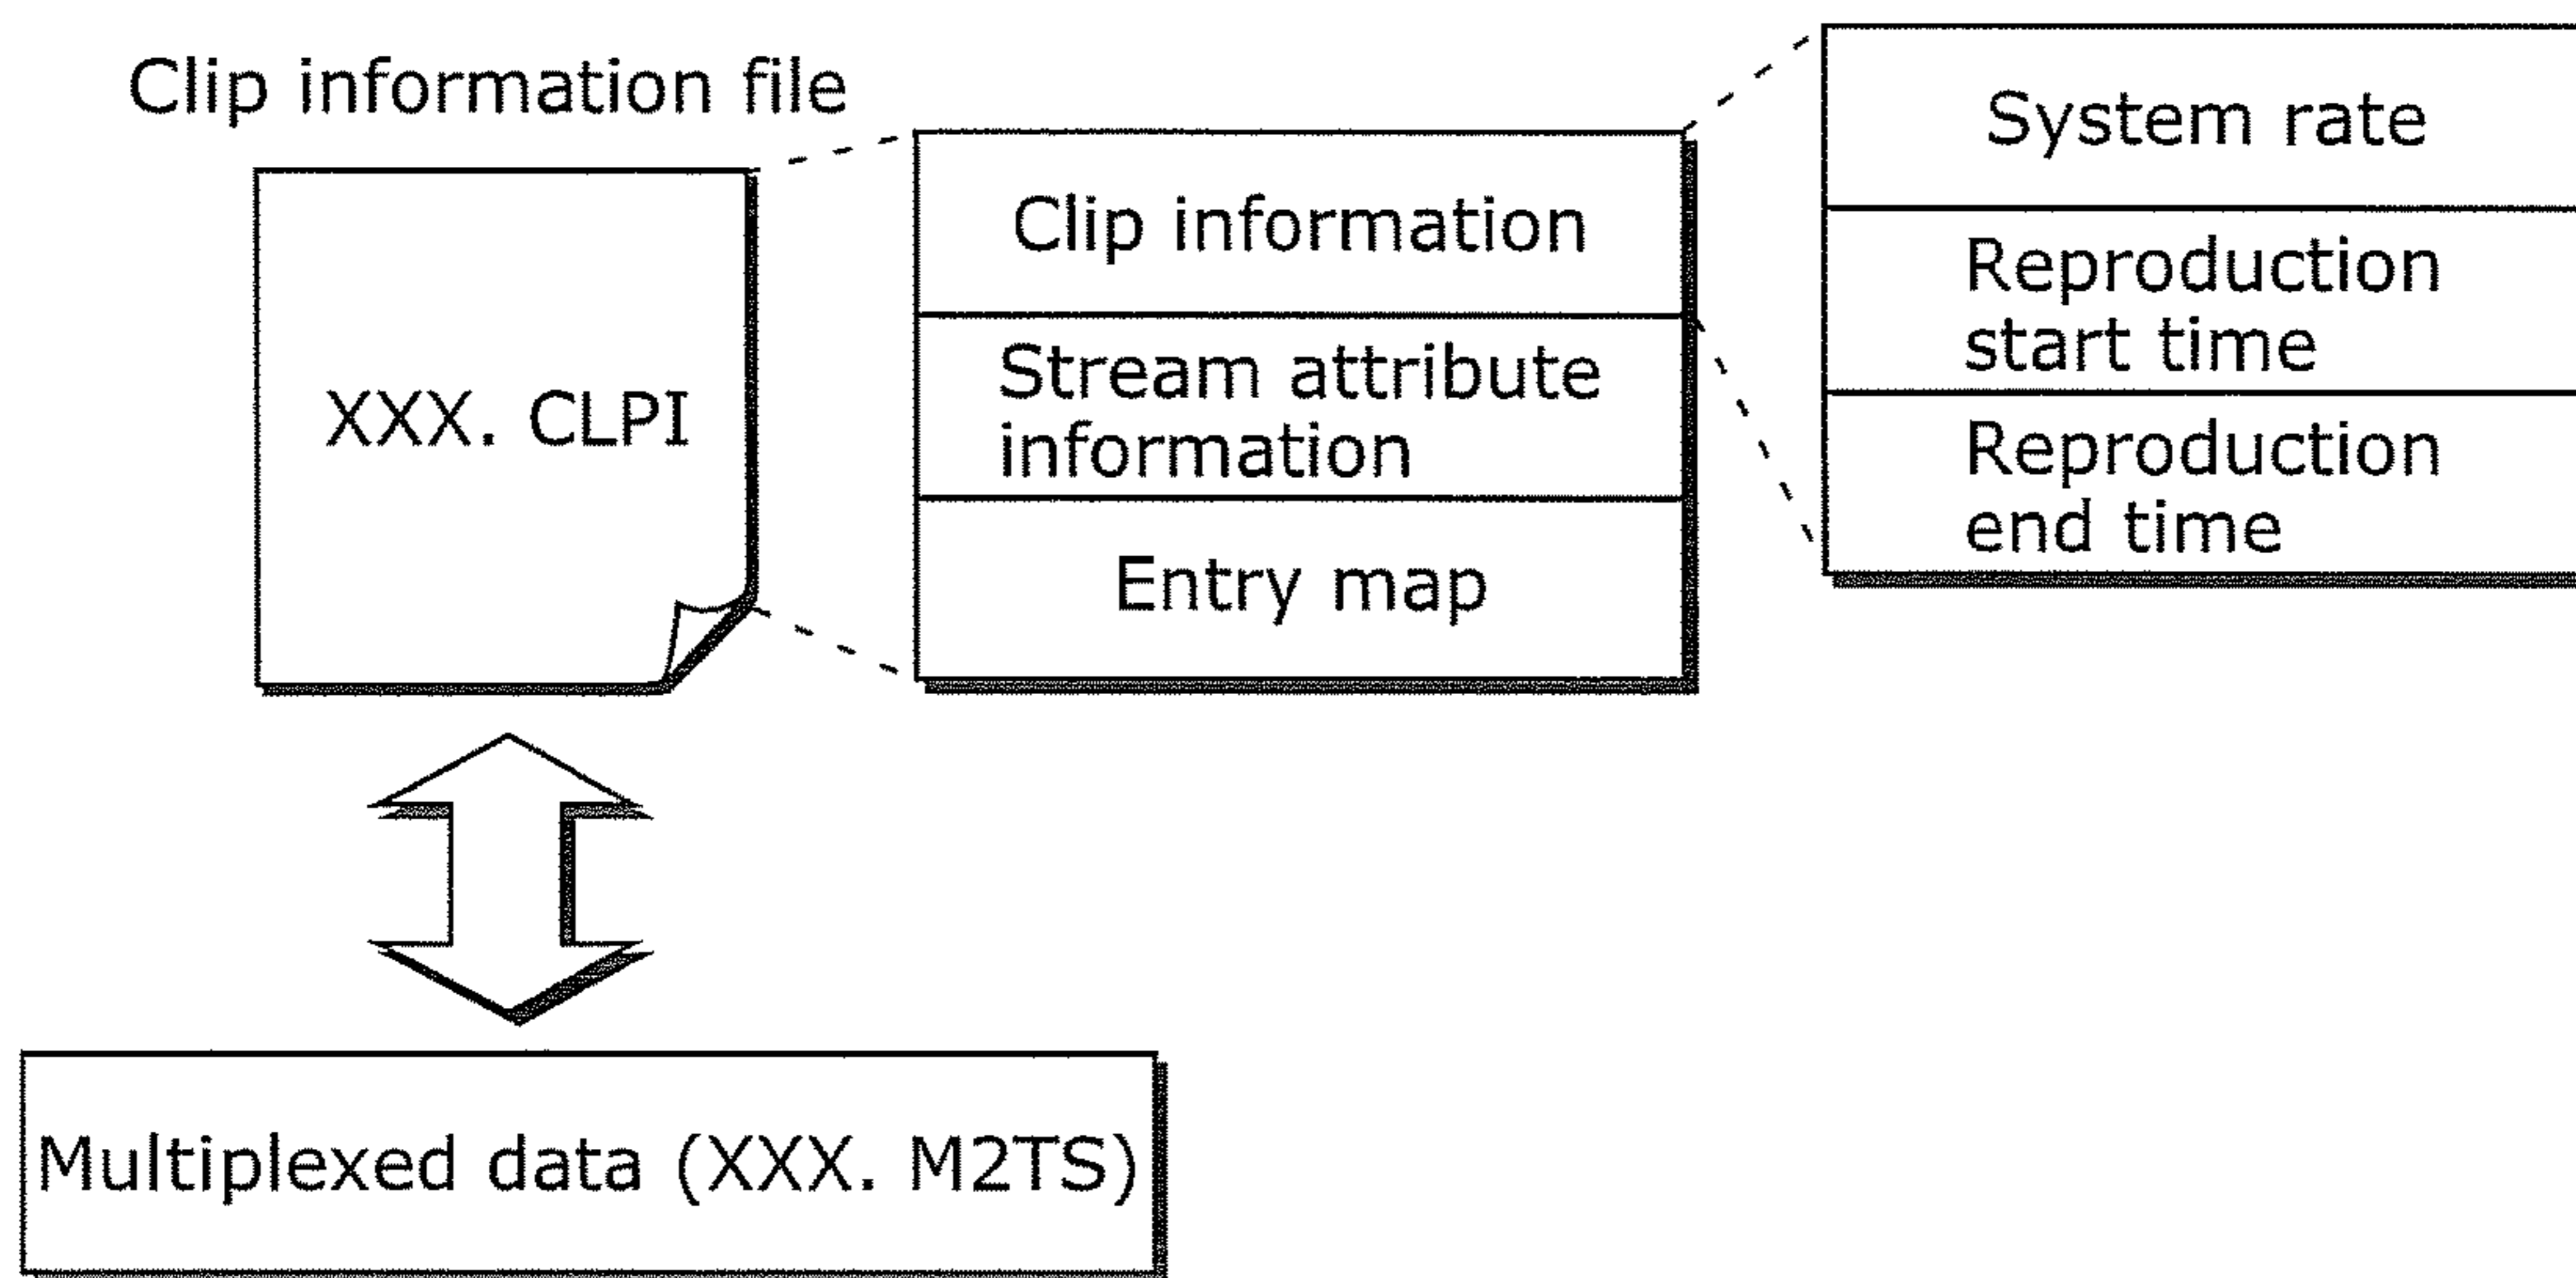 Clip information file
XXX. CLPI
Clip information
Stream attribute
information
Entry map
System rate
Reproduction
start time
Reproduction
end time
Multiplexed data (XXX. M2TS)